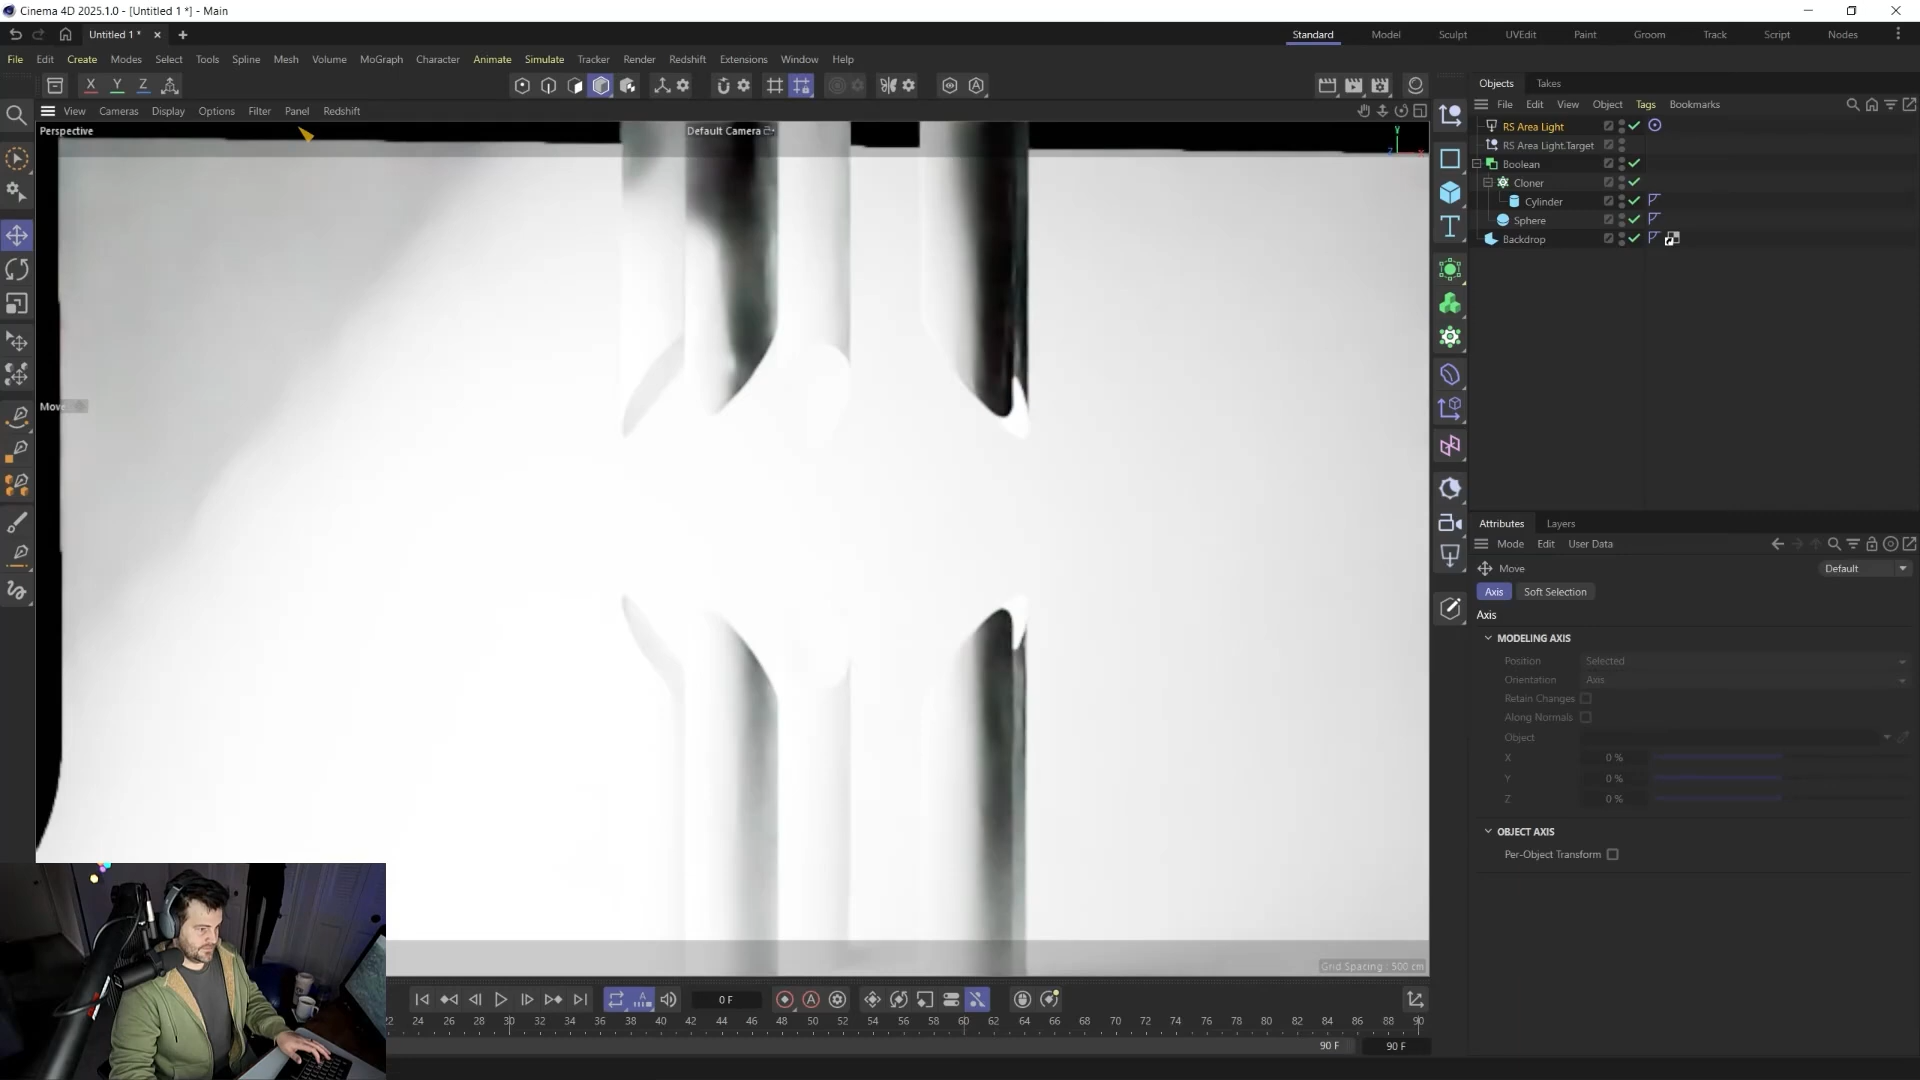 Cinema 4D 2025.1.0 - [Untitled 1 *] - Main
Untitled 1 *
Standard Model Sculpt UVEdit Paint Groom Track Script Nodes
File Edit Create Modes Select Tools Spline Mesh Volume MoGraph Character Animate Simulate Tracker Render Redshift Extensions Window Help
X Y Z
View Cameras Display Options Filter Panel Redshift
Perspective
Default Camera
Y
Z X
Move
Grid Spacing : 500 cm
Objects Takes
File Edit View Object Tags Bookmarks
RS Area Light
RS Area Light.Target
Boolean
Cloner
Cylinder
Sphere
Backdrop
Attributes Layers
Mode Edit User Data
Move
Default
Axis Soft Selection
Axis
MODELING AXIS
Position Selected
Orientation Axis
Retain Changes
Along Normals
Object
X 0 %
Y 0 %
Z 0 %
OBJECT AXIS
Per-Object Transform
0 F
22 24 26 28 30 32 34 36 38 40 42 44 46 48 50 52 54 56 58 60 62 64 66 68 70 72 74 76 78 80 82 84 86 88 90
90 F 90 F